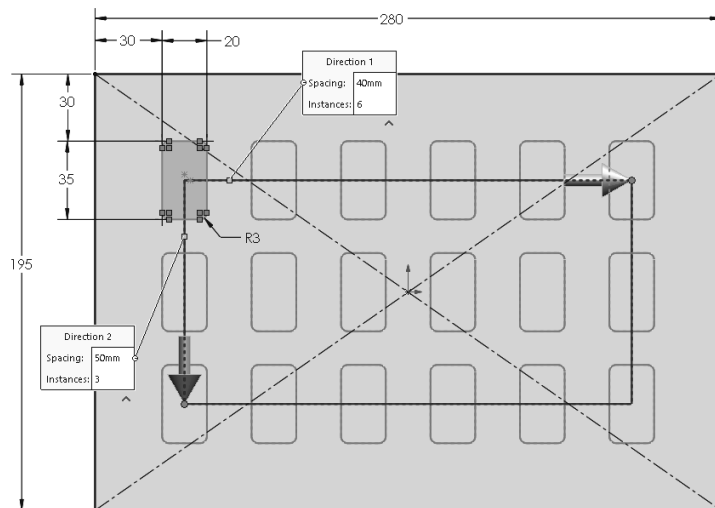 280
30
20
Direction 1
Spacing: 40mm
Instances: 6
30
35
R3
195
Direction 2
Spacing: 50mm
Instances: 3